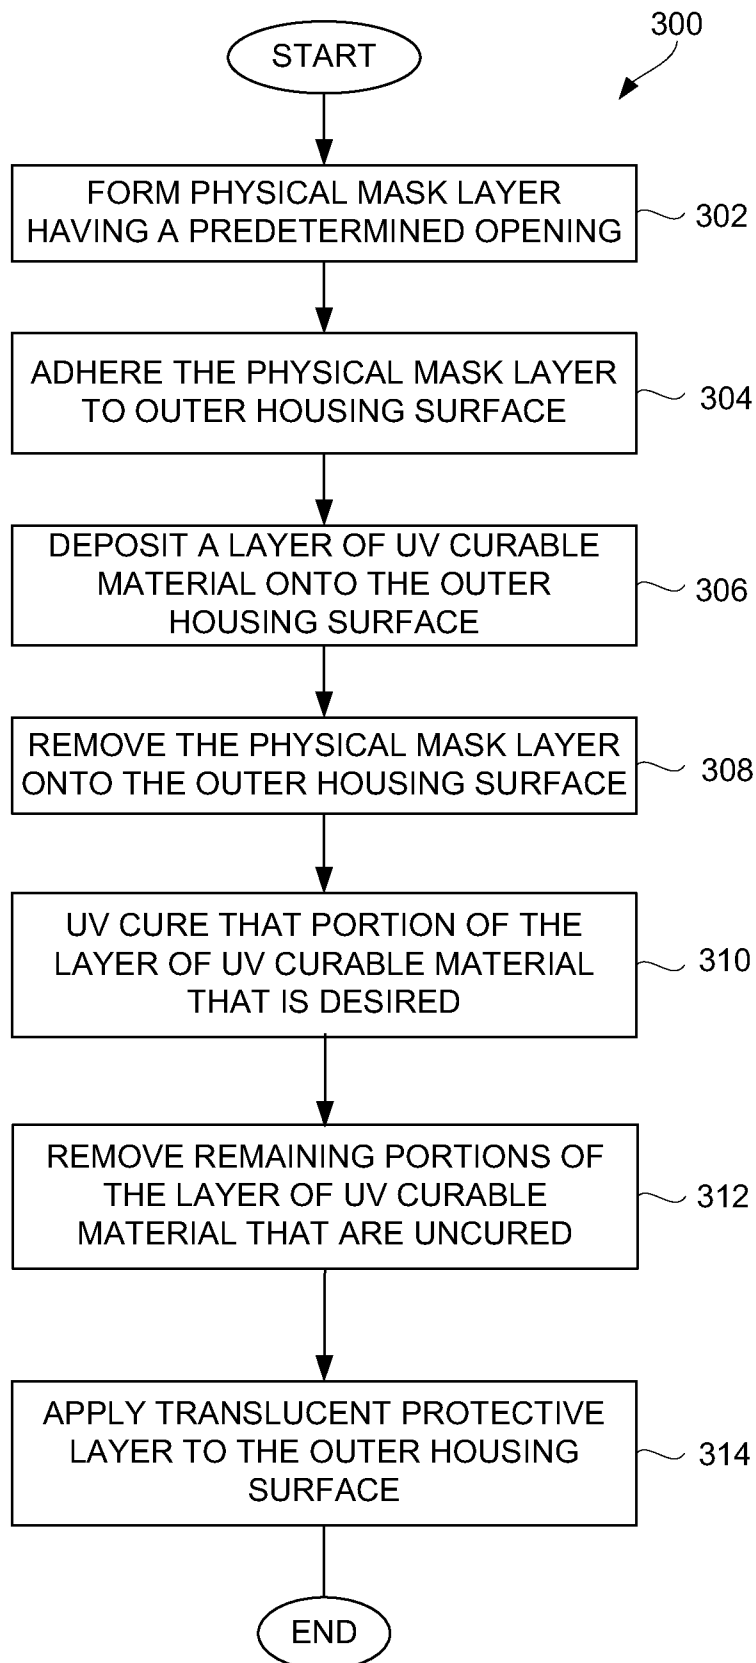 300
START
FORM PHYSICAL MASK LAYER
HAVING A PREDETERMINED OPENING
302
ADHERE THE PHYSICAL MASK LAYER
TO OUTER HOUSING SURFACE
304
DEPOSIT A LAYER OF UV CURABLE
MATERIAL ONTO THE OUTER
HOUSING SURFACE
306
REMOVE THE PHYSICAL MASK LAYER
ONTO THE OUTER HOUSING SURFACE
308
UV CURE THAT PORTION OF THE
LAYER OF UV CURABLE MATERIAL
THAT IS DESIRED
310
REMOVE REMAINING PORTIONS OF
THE LAYER OF UV CURABLE
MATERIAL THAT ARE UNCURED
312
APPLY TRANSLUCENT PROTECTIVE
LAYER TO THE OUTER HOUSING
SURFACE
314
END